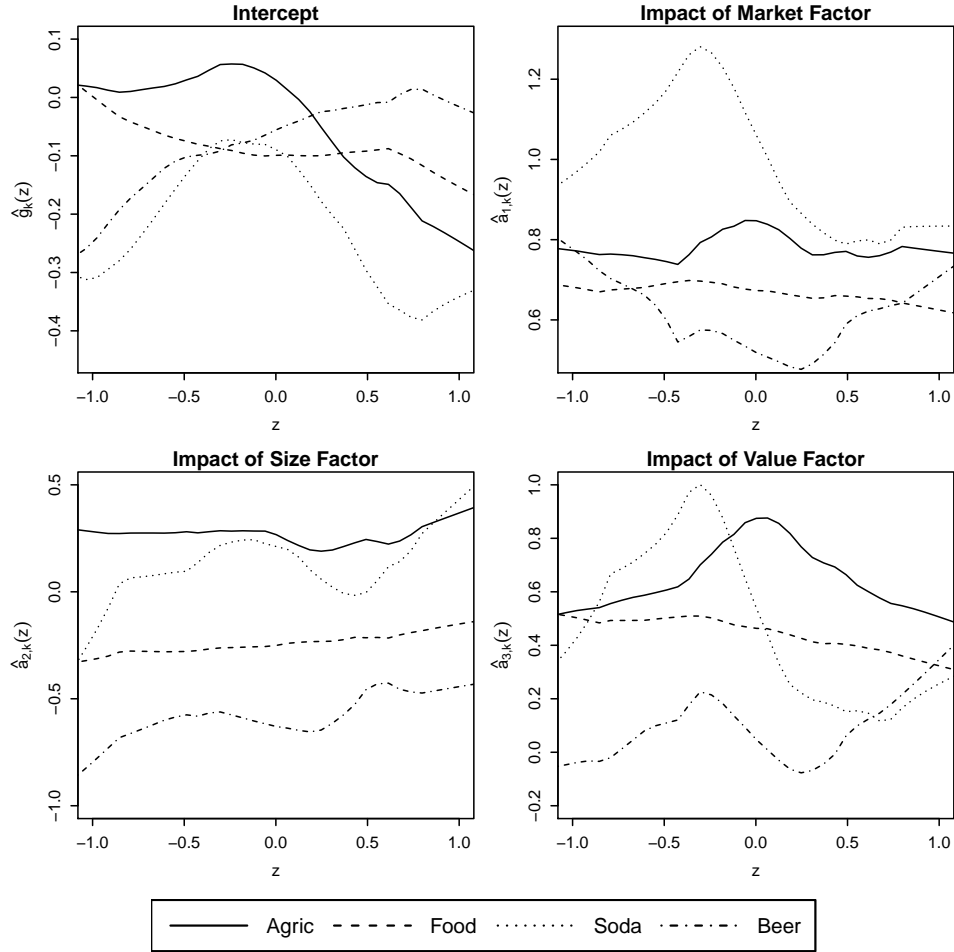 Intercept
Impact of Market Factor
0.1
0.0
−0.1
−0.2
−0.3
−0.4
ĝk(z)
−1.0 −0.5 0.0 0.5 1.0
z
1.2
1.0
0.8
0.6
â1,k(z)
−1.0 −0.5 0.0 0.5 1.0
z
Impact of Size Factor
Impact of Value Factor
0.5
0.0
−0.5
−1.0
â2,k(z)
−1.0 −0.5 0.0 0.5 1.0
z
1.0
0.8
0.6
0.4
0.2
0.0
−0.2
â3,k(z)
−1.0 −0.5 0.0 0.5 1.0
z
Agric Food Soda Beer